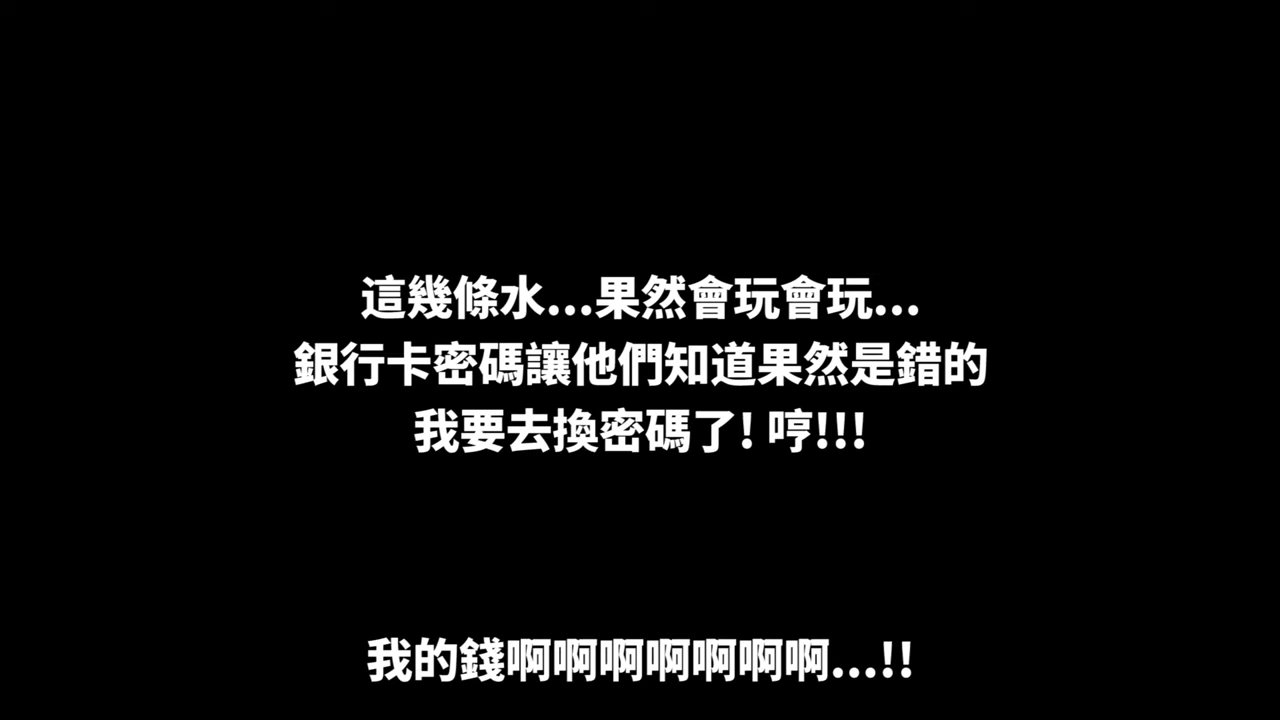 這幾條水...果然會玩會玩...
銀行卡密碼讓他們知道果然是錯的
我要去換密碼了! 哼!!!
我的錢啊啊啊啊啊啊啊...!!